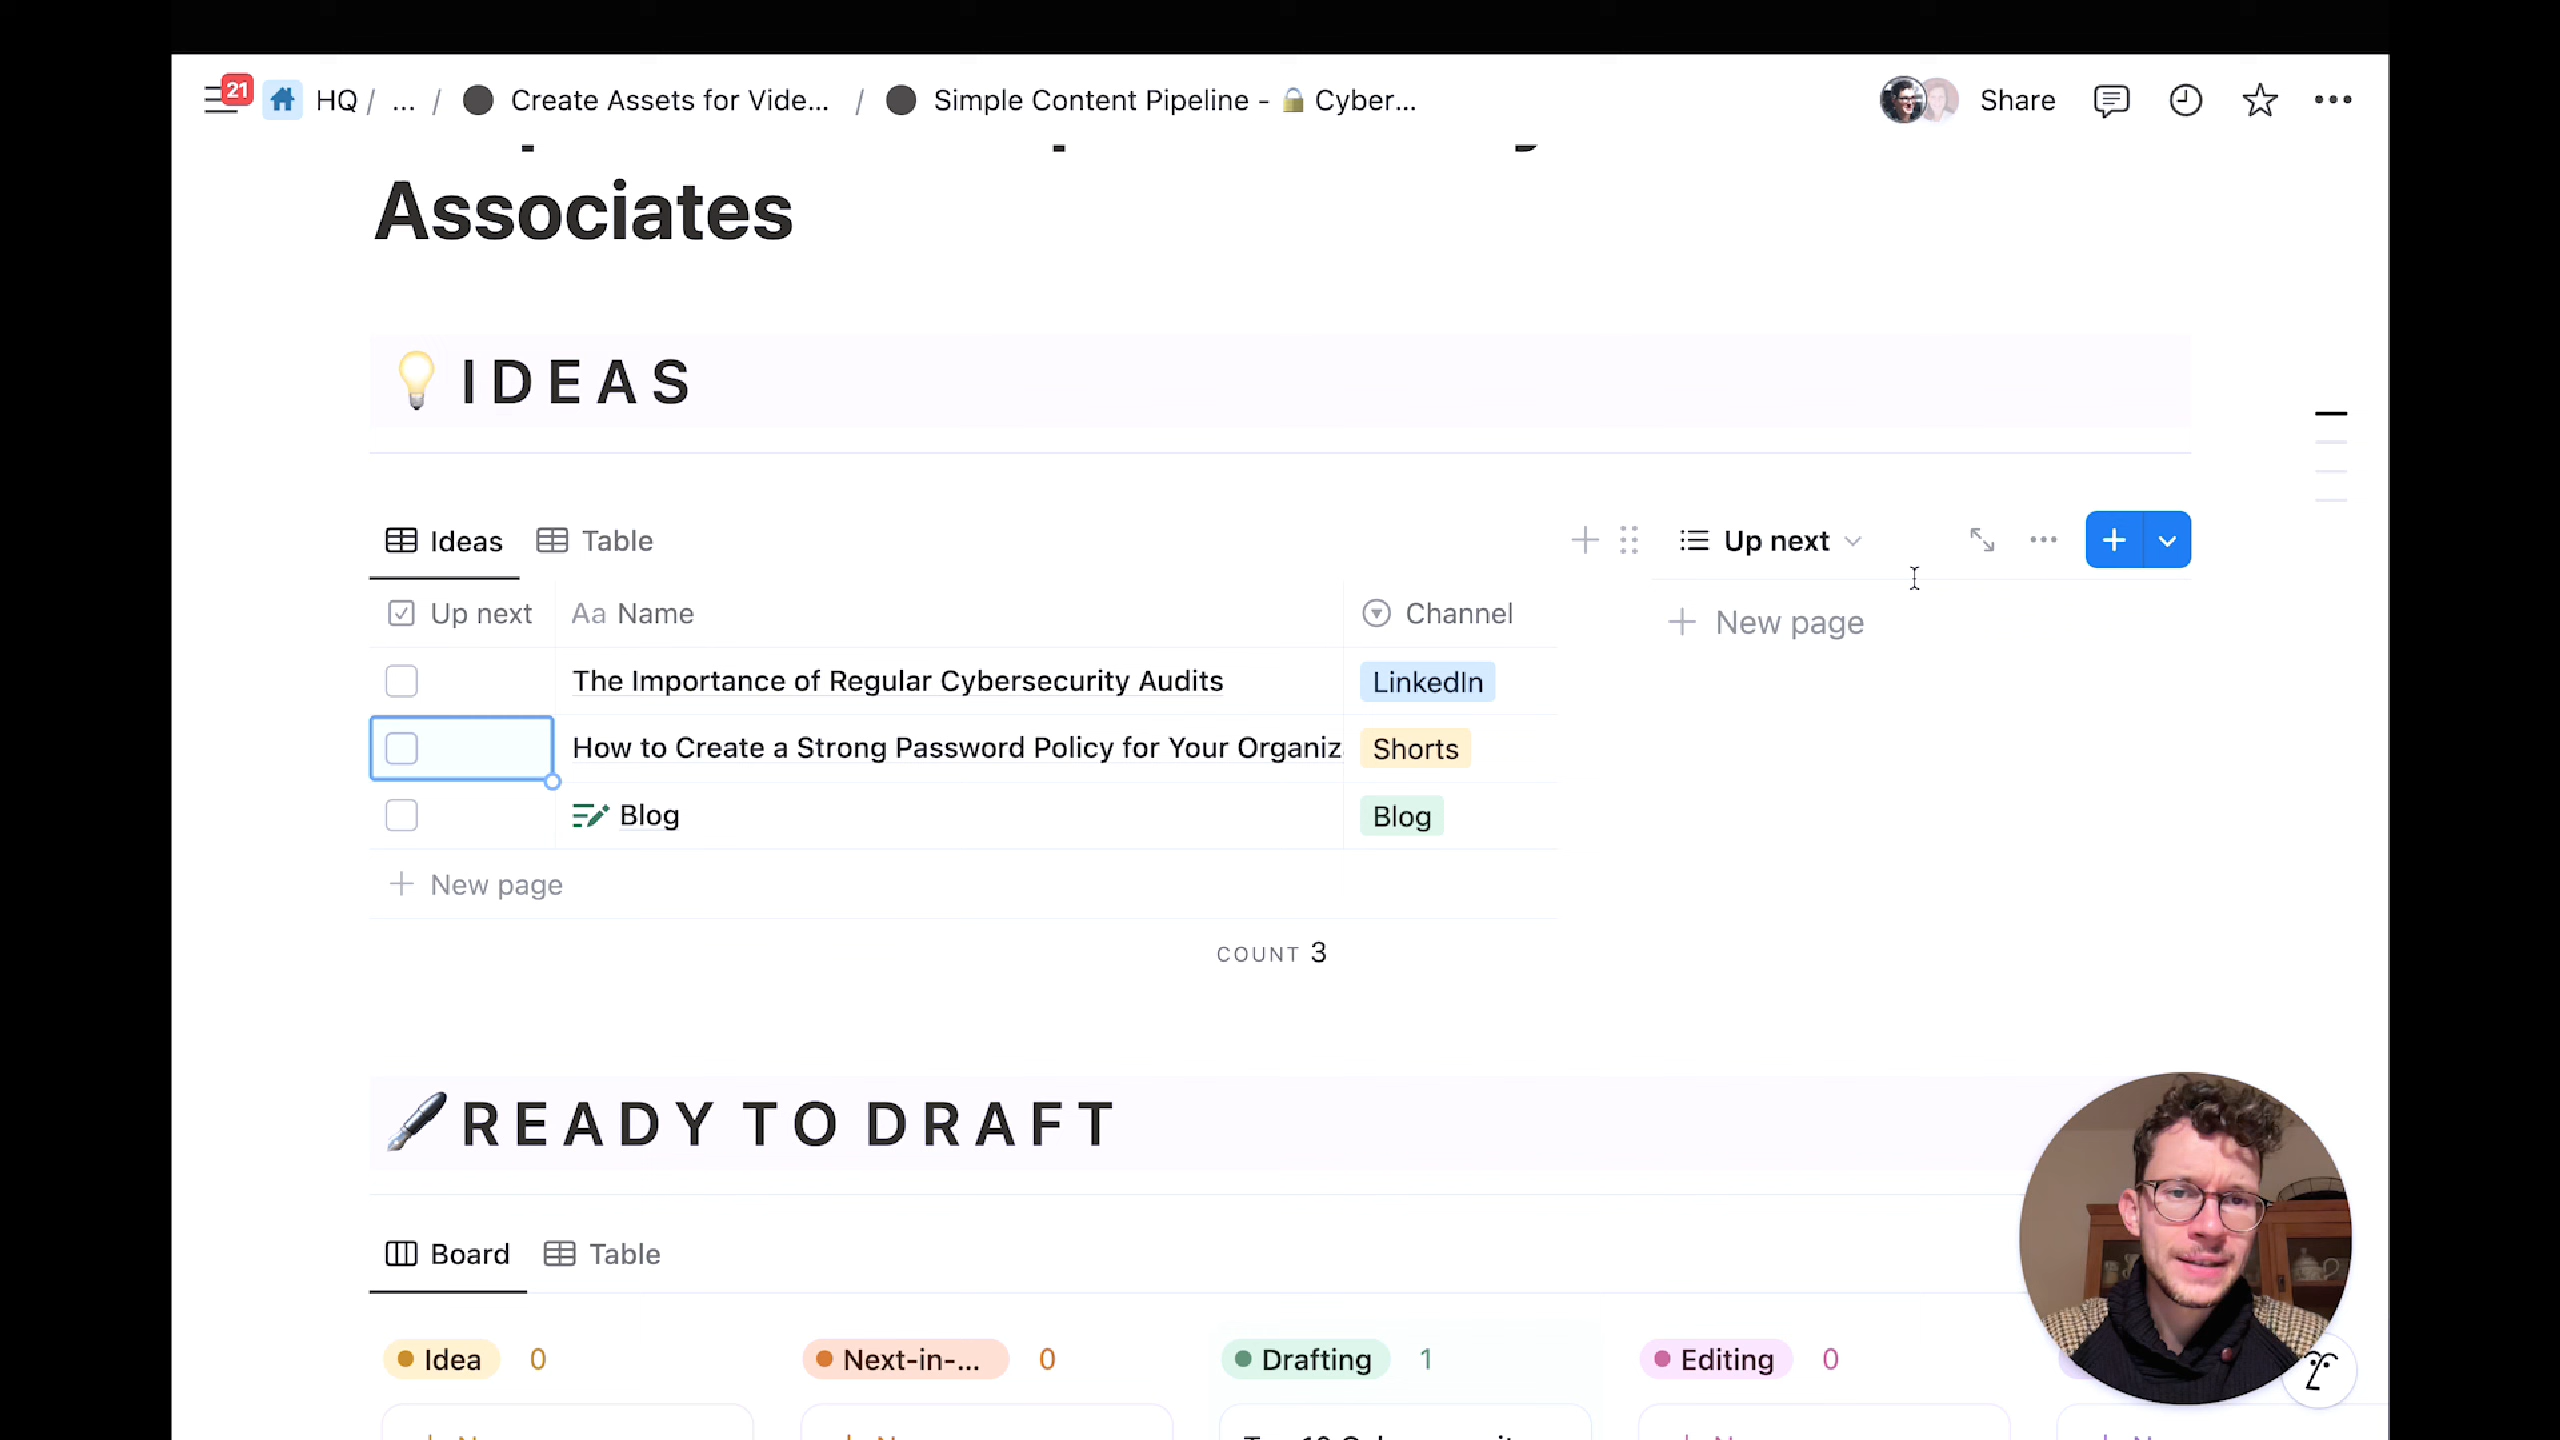 21 HQ / ... / Create Assets for Vide... / Simple Content Pipeline - Cyber... Share
Associates
IDEAS
Ideas Table Up next
Up next Aa Name Channel
New page
The Importance of Regular Cybersecurity Audits LinkedIn
How to Create a Strong Password Policy for Your Organiz Shorts
Blog Blog
New page
COUNT 3
READY TO DRAFT
Board Table
Idea 0 Next-in-... 0 Drafting 1 Editing 0